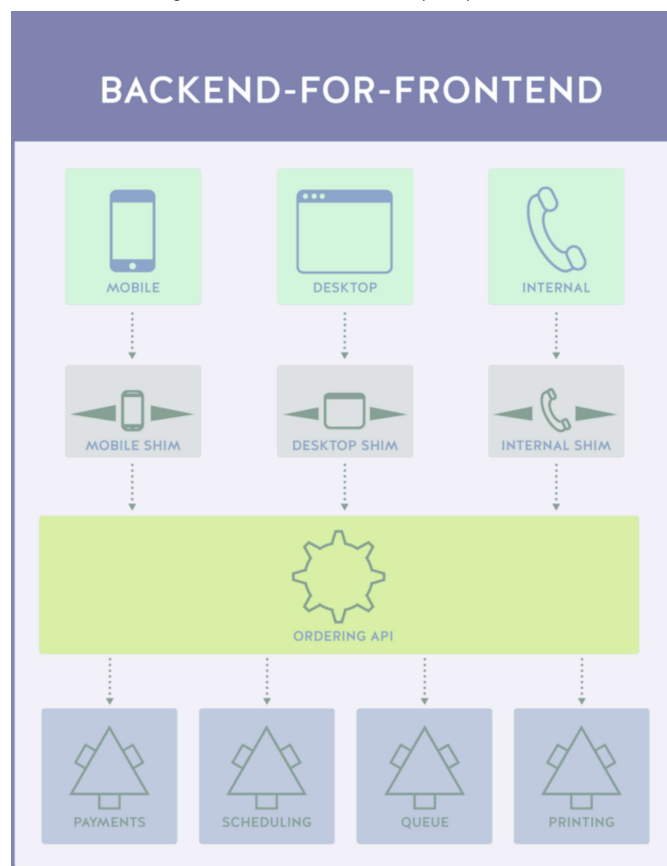 BACKEND-FOR-FRONTEND
MOBILE
DESKTOP
INTERNAL
MOBILE SHIM
DESKTOP SHIM
INTERNAL SHIM
ORDERING API
PAYMENTS
SCHEDULING
QUEUE
PRINTING